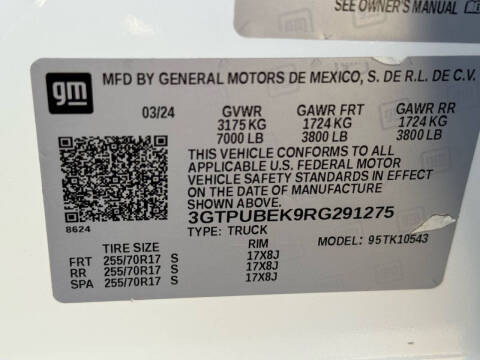 SEE OWNER'S MANUAL
gm
MFD BY GENERAL MOTORS DE MEXICO, S. DE R.L. DE C.V.
03/24 GVWR GAWR FRT GAWR RR
3175 KG 1724 KG 1724 KG
7000 LB 3800 LB 3800 LB
THIS VEHICLE CONFORMS TO ALL
APPLICABLE U.S. FEDERAL MOTOR
VEHICLE SAFETY STANDARDS IN EFFECT
ON THE DATE OF MANUFACTURE
SHOWN ABOVE.
3GTPUBEK9RG291275
8624
TYPE: TRUCK MODEL: 95TK10543
TIRE SIZE RIM
FRT 255/70R17 S 17X8J
RR 255/70R17 S 17X8J
SPA 255/70R17 S 17X8J